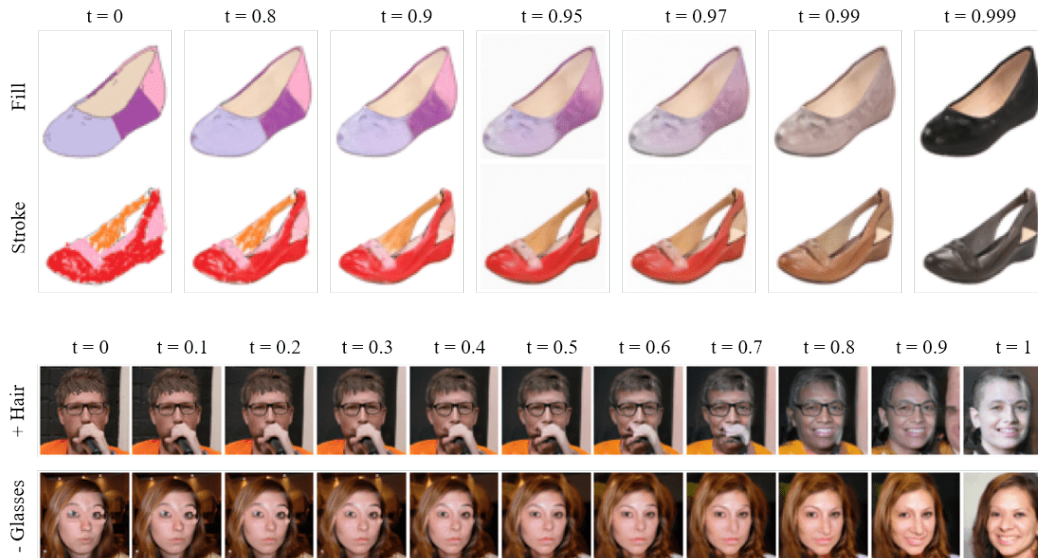 t = 0 t = 0.8 t = 0.9 t = 0.95 t = 0.97 t = 0.99 t = 0.999
Fill
Stroke
t = 0 t = 0.1 t = 0.2 t = 0.3 t = 0.4 t = 0.5 t = 0.6 t = 0.7 t = 0.8 t = 0.9 t = 1
+ Hair
- Glasses